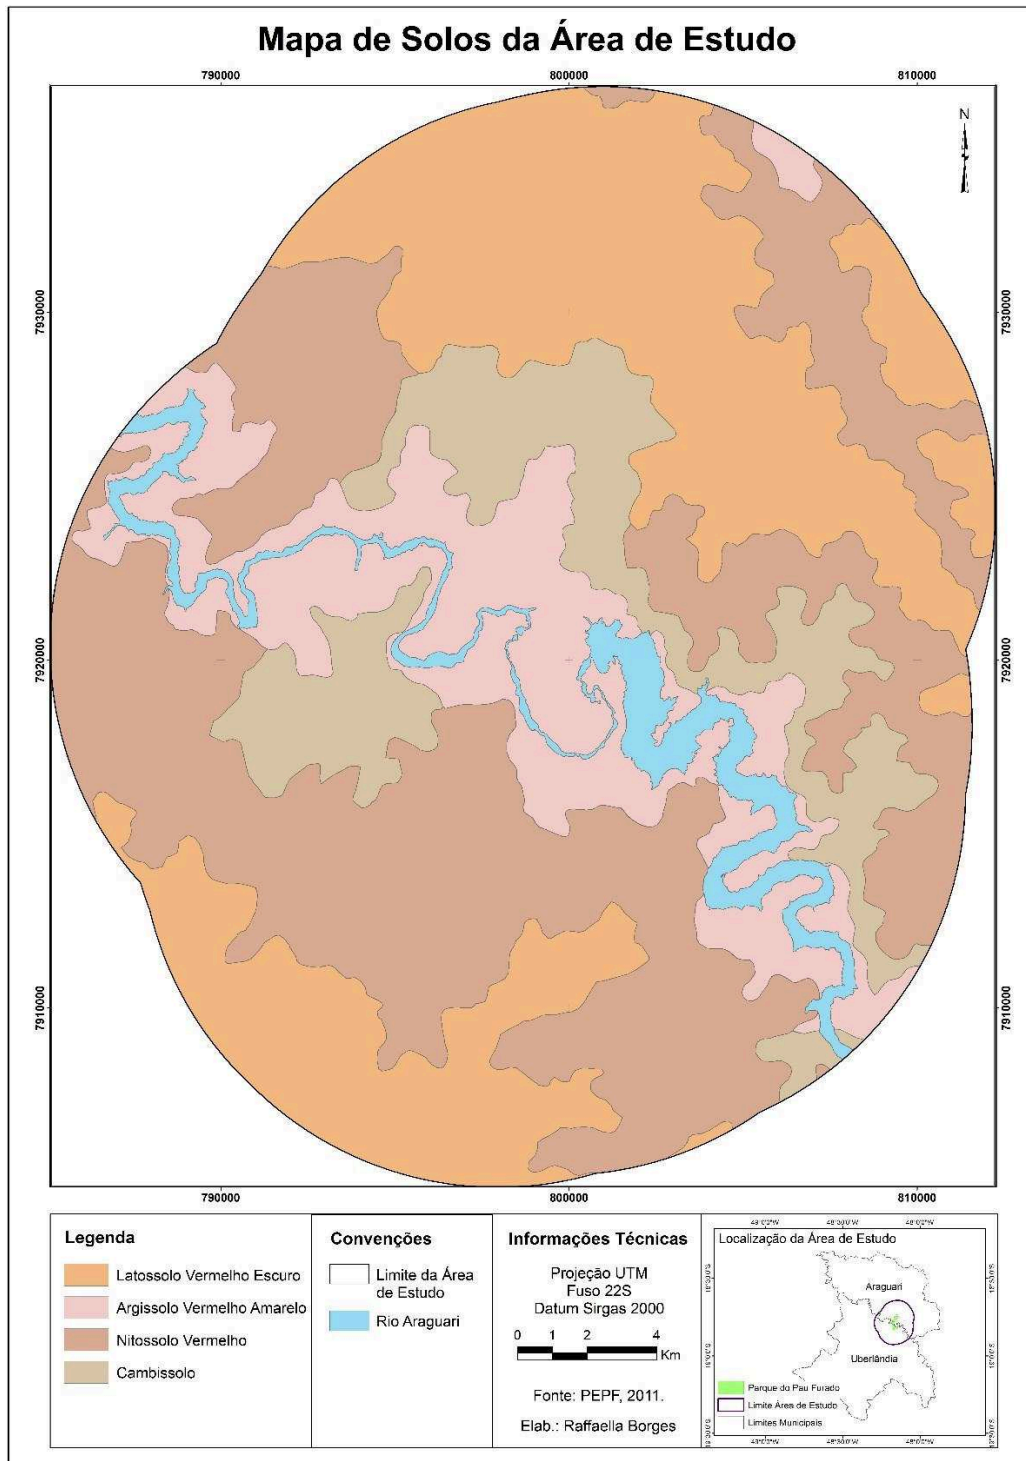 Mapa de Solos da Área de Estudo
790000
800000
810000
N
7930000
7930000
7920000
7920000
7910000
7910000
790000
800000
810000
Legenda
Latossolo Vermelho Escuro
Argissolo Vermelho Amarelo
Nitossolo Vermelho
Cambissolo
Convenções
Limite da Área
de Estudo
Rio Araguari
Informações Técnicas
Projeção UTM
Fuso 22S
Datum Sirgas 2000
0 1 2 4
Km
Fonte: PEPF, 2011.
Elab.: Raffaella Borges
Localização da Área de Estudo
Araguari
Uberlândia
Parque do Pau Furado
Limite Área de Estudo
Limites Municipais